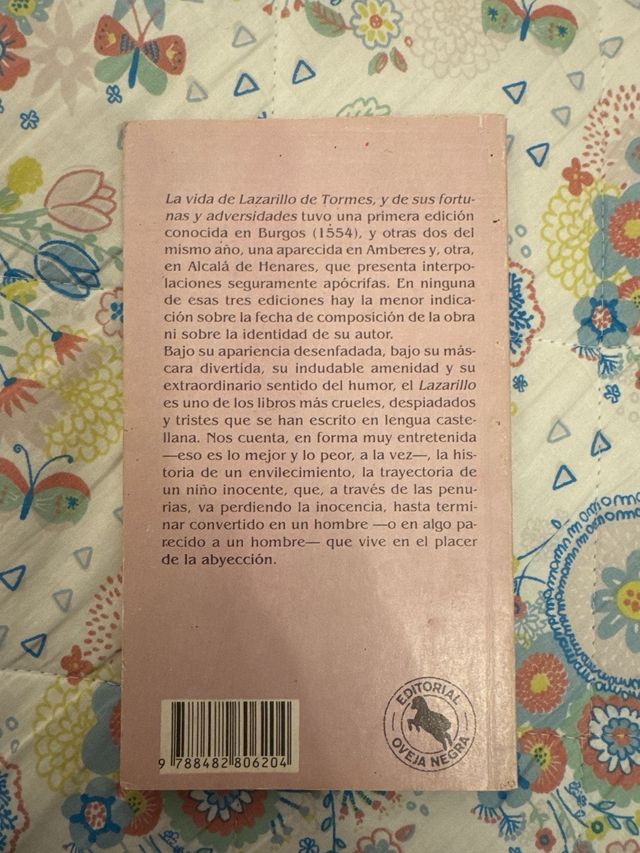 La vida de Lazarillo de Tormes, y de sus fortu-
nas y adversidades tuvo una primera edición
conocida en Burgos (1554), y otras dos del
mismo año, una aparecida en Amberes y, otra,
en Alcalá de Henares, que presenta interpo-
laciones seguramente apócrifas. En ninguna
de esas tres ediciones hay la menor indica-
ción sobre la fecha de composición de la obra
ni sobre la identidad de su autor.
Bajo su apariencia desenfadada, bajo su más-
cara divertida, su indudable amenidad y su
extraordinario sentido del humor, el Lazarillo
es uno de los libros más crueles, despiadados
y tristes que se han escrito en lengua caste-
llana. Nos cuenta, en forma muy entretenida
—eso es lo mejor y lo peor, a la vez—, la his-
toria de un envilecimiento, la trayectoria de
un niño inocente, que, a través de las penu-
rias, va perdiendo la inocencia, hasta termi-
nar convertido en un hombre —o en algo pa-
recido a un hombre— que vive en el placer
de la abyección.
9 788482 806204
EDITORIAL
OVEJA NEGRA